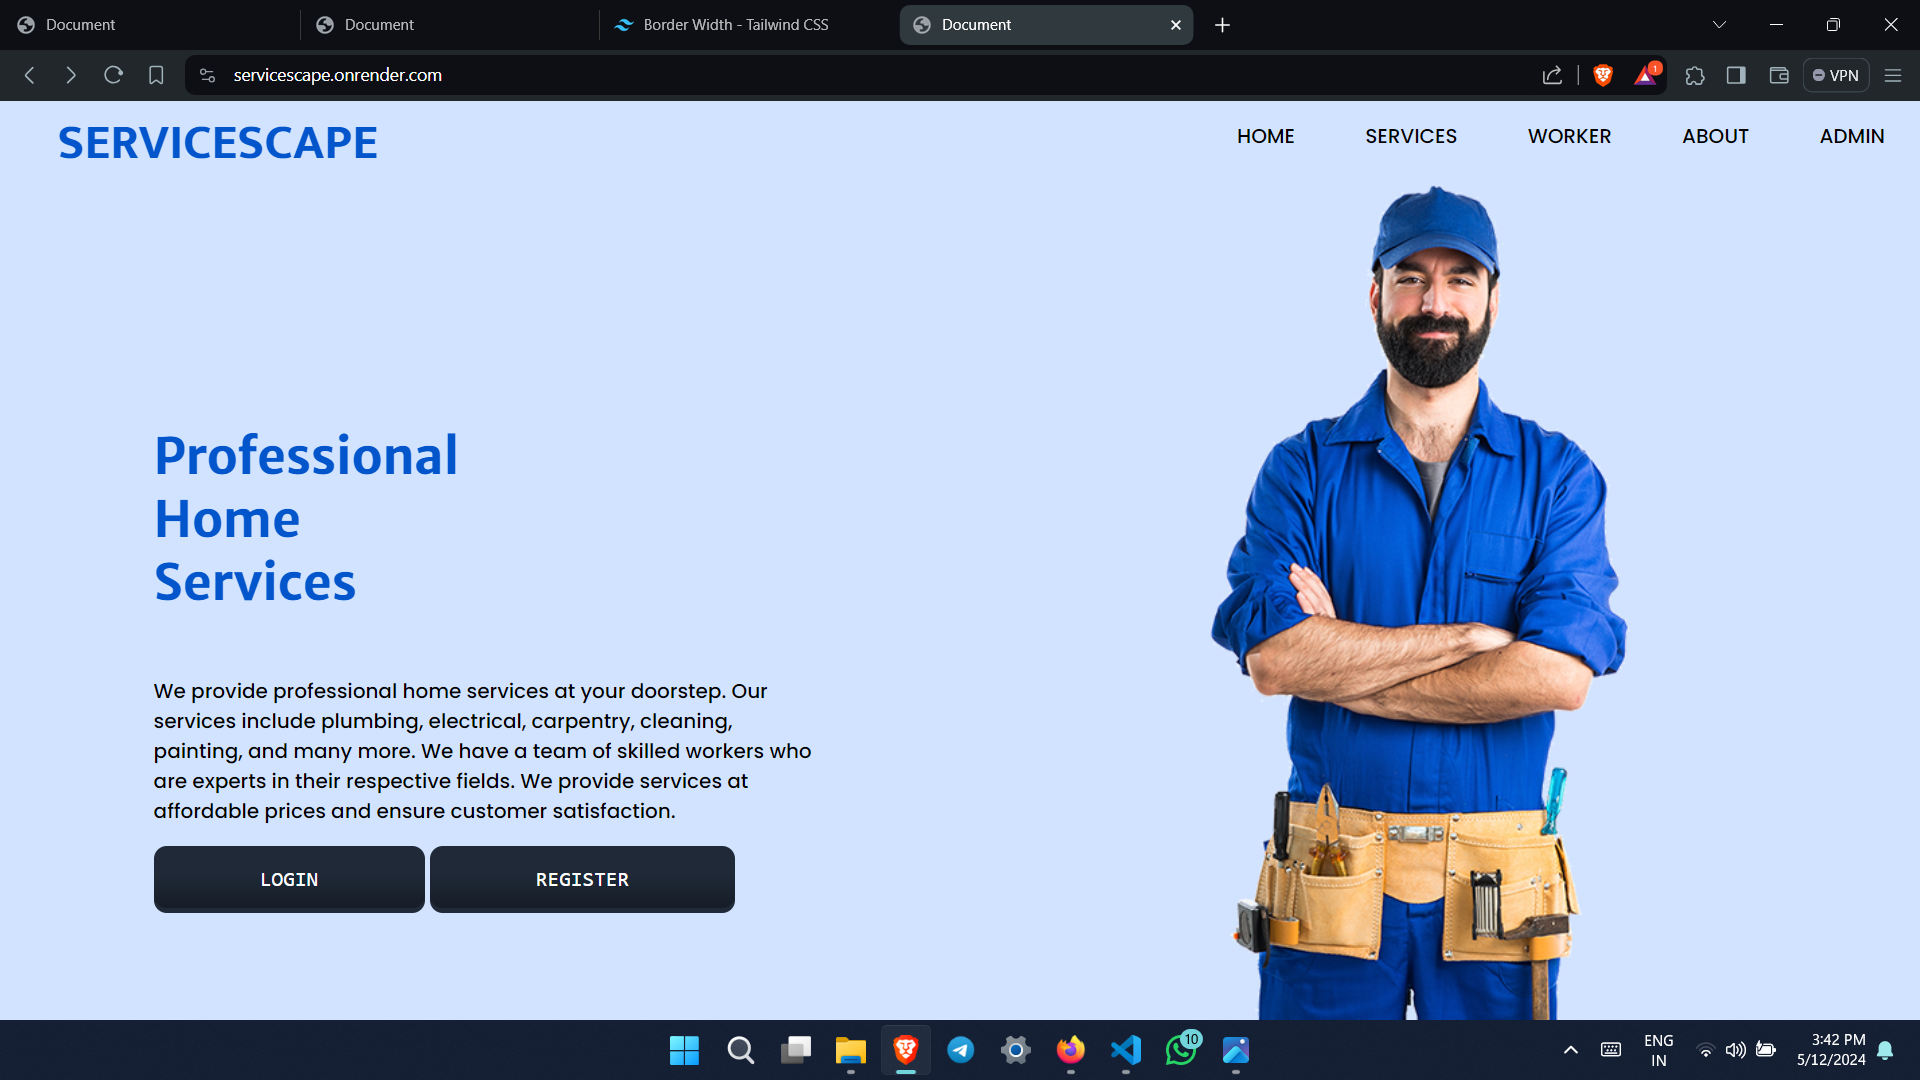 Document
Document
Border Width - Tailwind CSS
Document
servicescape.onrender.com
1
VPN
SERVICESCAPE
HOME
SERVICES
WORKER
ABOUT
ADMIN
Professional
Home
Services
We provide professional home services at your doorstep. Our
services include plumbing, electrical, carpentry, cleaning,
painting, and many more. We have a team of skilled workers who
are experts in their respective fields. We provide services at
affordable prices and ensure customer satisfaction.
LOGIN
REGISTER
10
ENG
IN
3:42 PM
5/12/2024